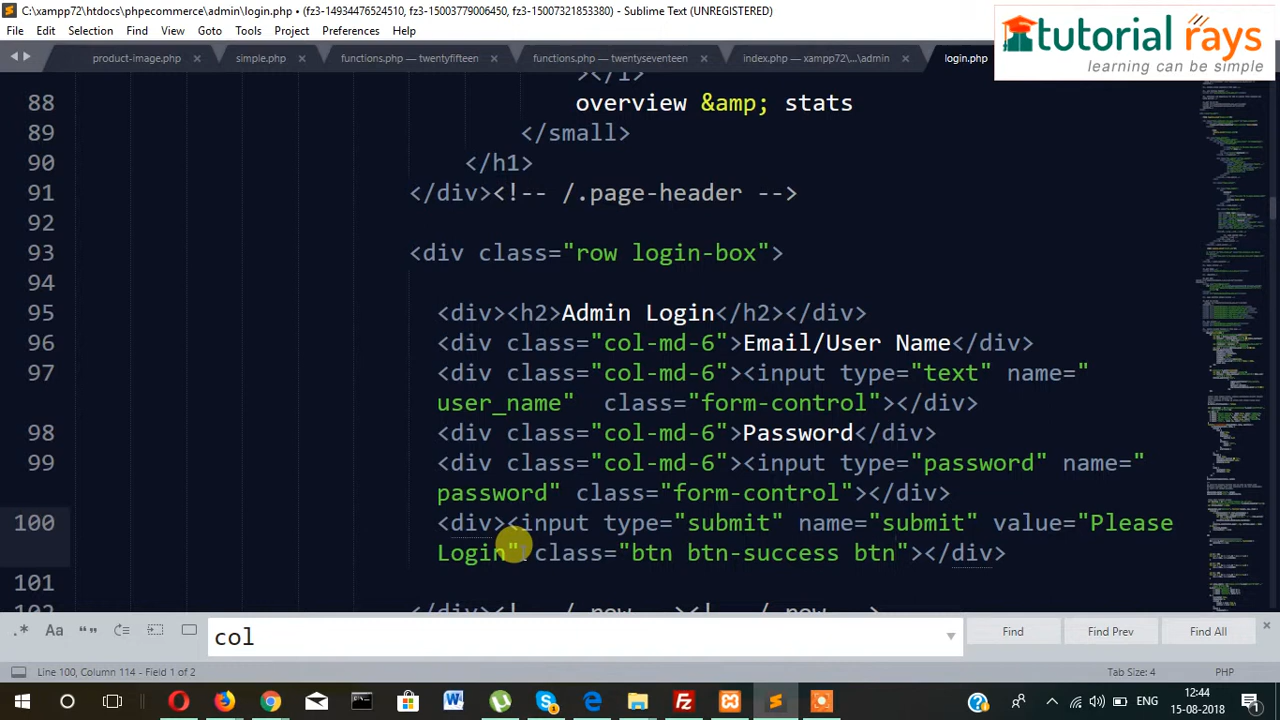 C:\xampp72\htdocs\phpecommerce\admin\login.php • (fz3-14934476524510, fz3-15003779006450, fz3-15007321853380) - Sublime Text (UNREGISTERED)
File Edit Selection Find View Goto Tools Project Preferences Help
tutorial rays
learning can be simple
product-image.php × simple.php × functions.php — twentyfifteen × functions.php — twentyseventeen × index.php — xampp72\...\admin × login.php
></i>
88 overview &amp; stats
89 </small>
90 </h1>
91 </div><!-- /.page-header -->
92
93 <div class="row login-box">
94
95 <div><h2>Admin Login</h2></div>
96 <div class="col-md-6">Email/User Name</div>
97 <div class="col-md-6"><input type="text" name="
user_name" class="form-control"></div>
98 <div class="col-md-6">Password</div>
99 <div class="col-md-6"><input type="password" name="
password" class="form-control"></div>
100 <div><input type="submit" name="submit" value="Please
Login" class="btn btn-success btn"></div>
101
102 </div><!-- /.row --><!-- /row -->
.* Aa “” col Find Find Prev Find All ×
Line 100, Column 114 - Field 1 of 2 Tab Size: 4 PHP
ENG 12:44
15-08-2018